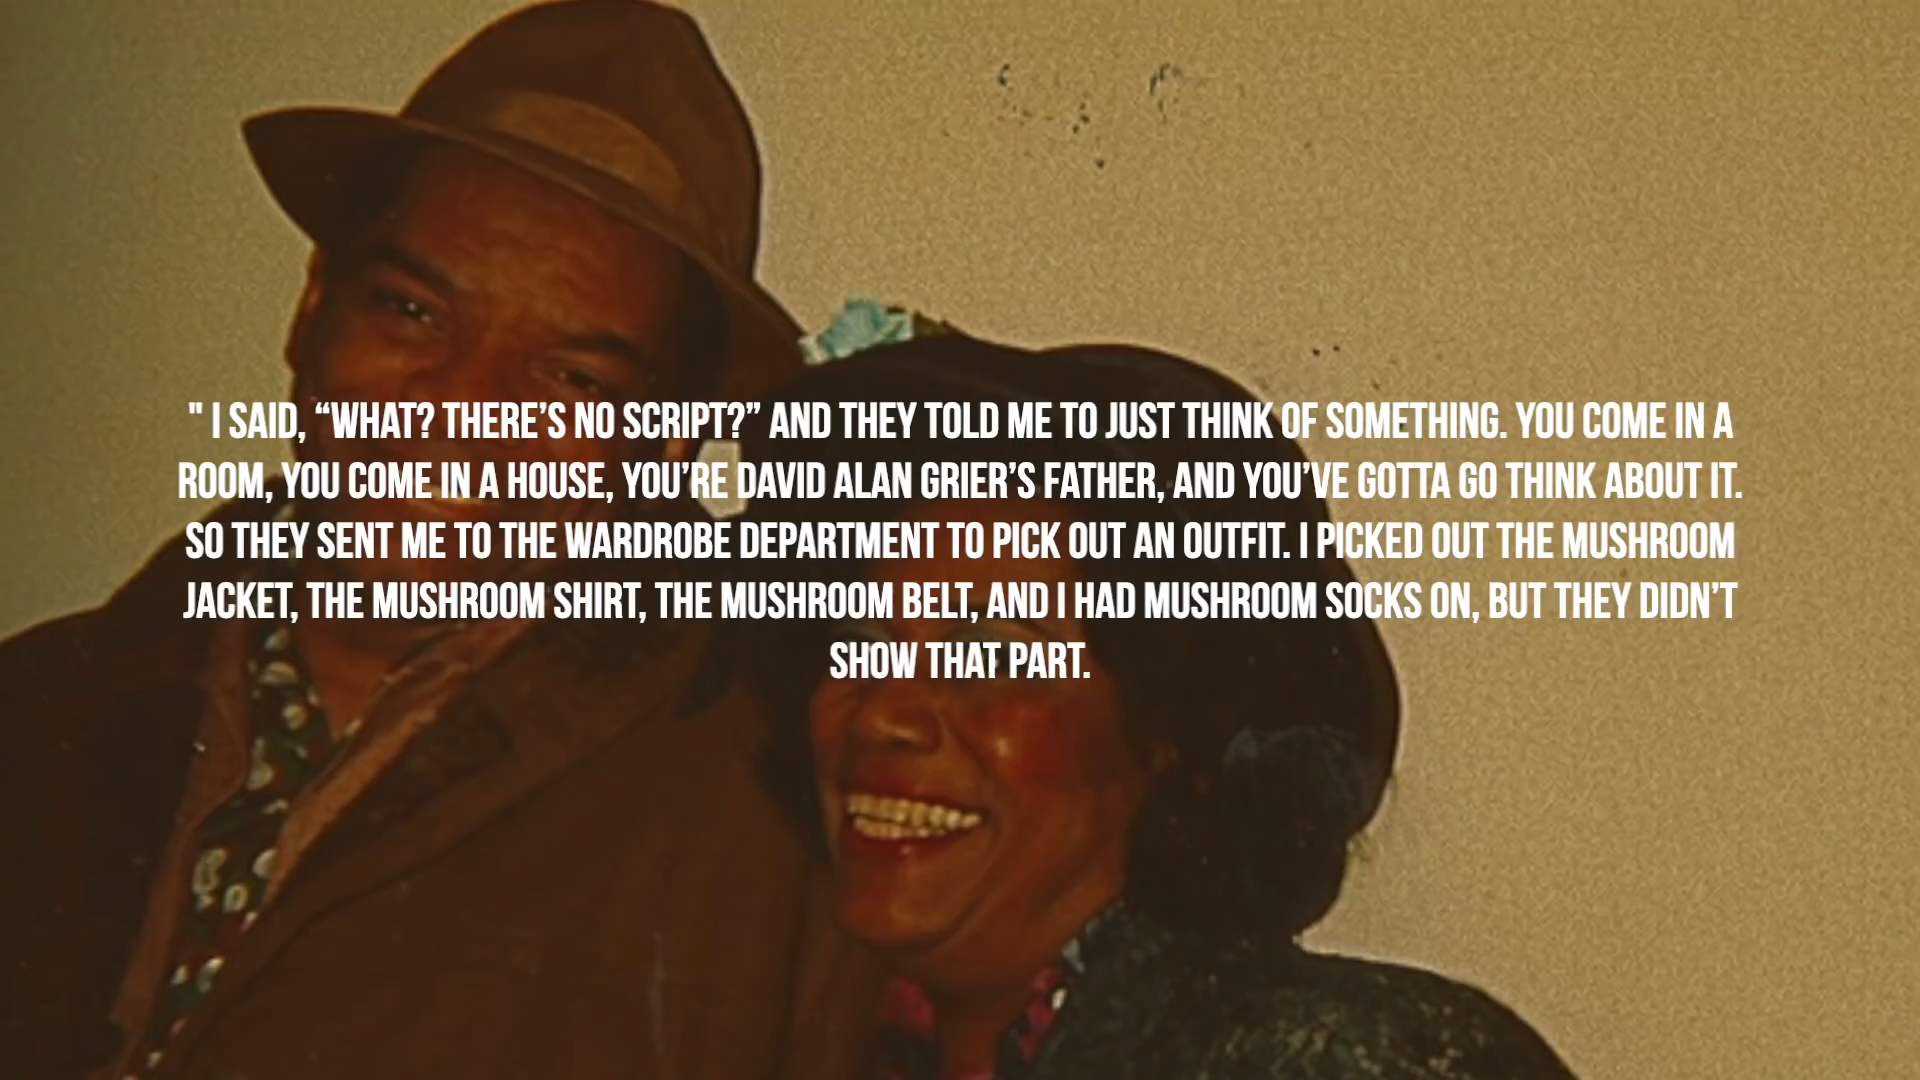 " I SAID, “WHAT? THERE’S NO SCRIPT?” AND THEY TOLD ME TO JUST THINK OF SOMETHING. YOU COME IN A
ROOM, YOU COME IN A HOUSE, YOU’RE DAVID ALAN GRIER’S FATHER, AND YOU’VE GOTTA GO THINK ABOUT IT.
SO THEY SENT ME TO THE WARDROBE DEPARTMENT TO PICK OUT AN OUTFIT. I PICKED OUT THE MUSHROOM
JACKET, THE MUSHROOM SHIRT, THE MUSHROOM BELT, AND I HAD MUSHROOM SOCKS ON, BUT THEY DIDN’T
SHOW THAT PART.